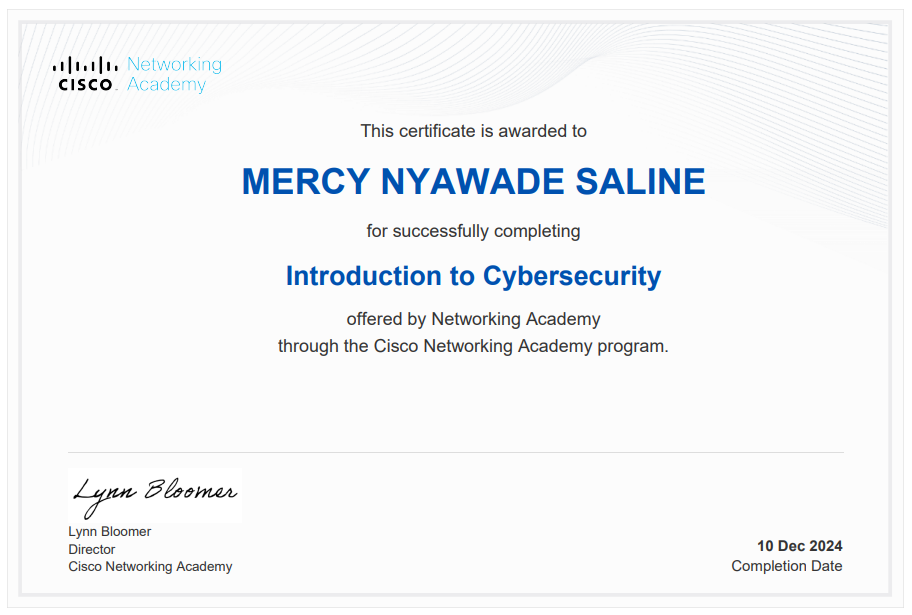 Networking
CISCO. Academy
This certificate is awarded to
MERCY NYAWADE SALINE
for successfully completing
Introduction to Cybersecurity
offered by Networking Academy
through the Cisco Networking Academy program.
Lynn Bloomer
Lynn Bloomer
Director
Cisco Networking Academy
10 Dec 2024
Completion Date